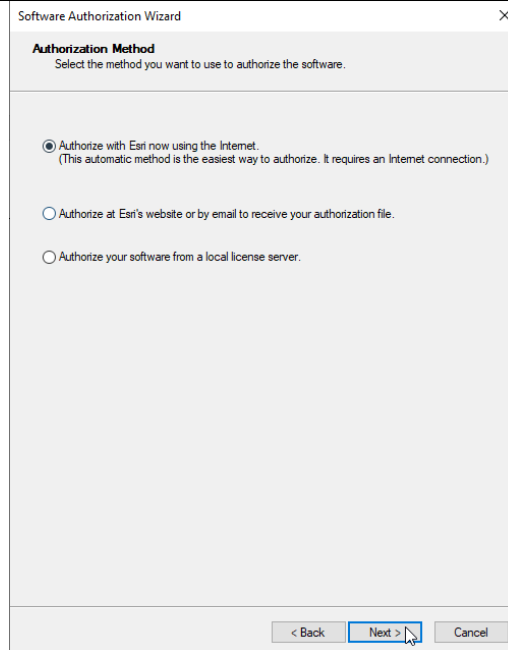 Software Authorization Wizard
Authorization Method
Select the method you want to use to authorize the software.
Authorize with Esri now using the Internet.
(This automatic method is the easiest way to authorize. It requires an Internet connection.)
Authorize at Esri's website or by email to receive your authorization file.
Authorize your software from a local license server.
< Back Next > Cancel